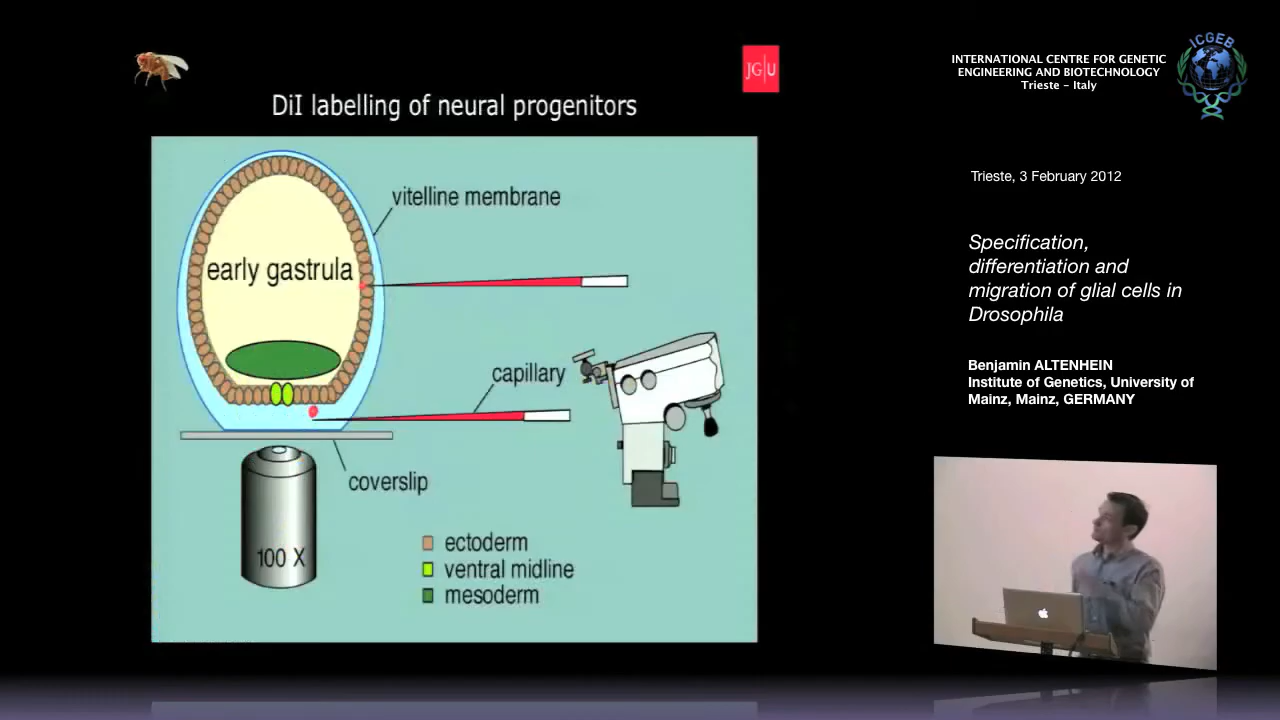 JG|U
DiI labelling of neural progenitors
vitelline membrane
early gastrula
capillary
coverslip
100 X
ectoderm
ventral midline
mesoderm
ICGEB
INTERNATIONAL CENTRE FOR GENETIC
ENGINEERING AND BIOTECHNOLOGY
Trieste - Italy
Trieste, 3 February 2012
Specification,
differentiation and
migration of glial cells in
Drosophila
Benjamin ALTENHEIN
Institute of Genetics, University of
Mainz, Mainz, GERMANY